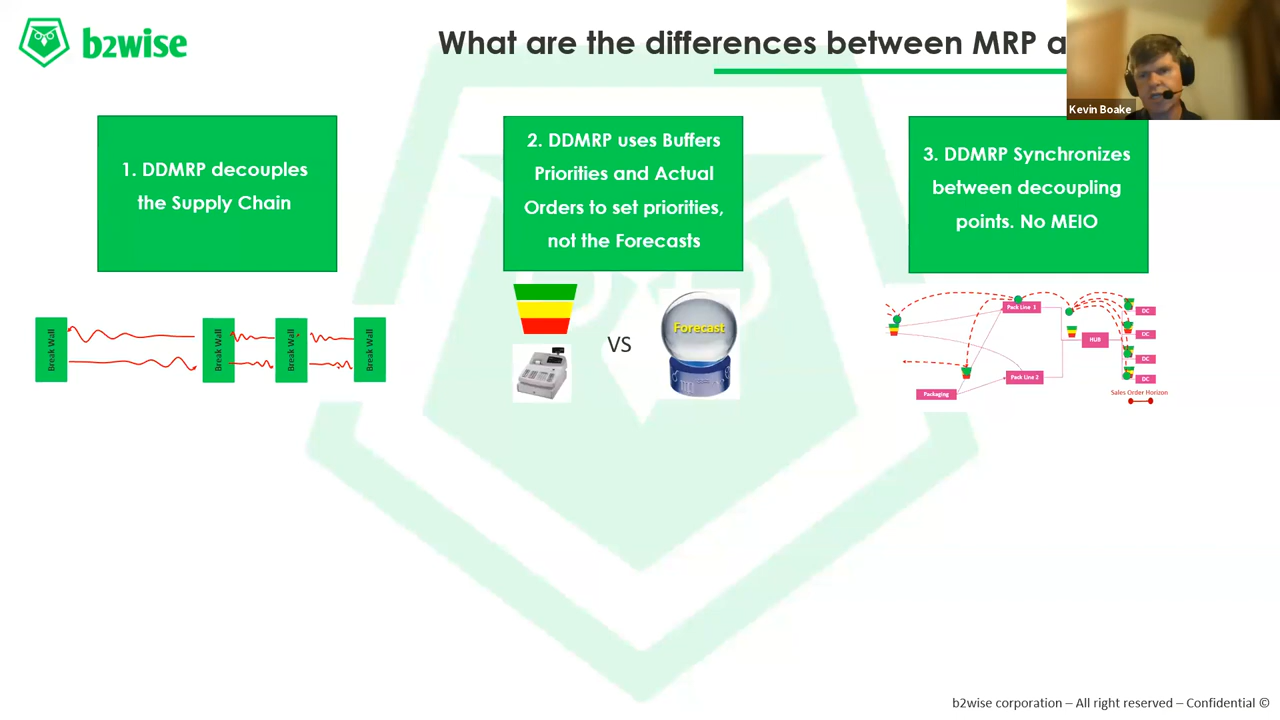 b2wise
What are the differences between MRP a
Kevin Boake
1. DDMRP decouples
the Supply Chain
2. DDMRP uses Buffers
Priorities and Actual
Orders to set priorities,
not the Forecasts
3. DDMRP Synchronizes
between decoupling
points. No MEIO
Break Wall
Break Wall
Break Wall
Break Wall
VS
Forecast
Pack Line 1
HUB
Pack Line 2
Packaging
DC
DC
DC
DC
Sales Order Horizon
b2wise corporation – All right reserved – Confidential ©